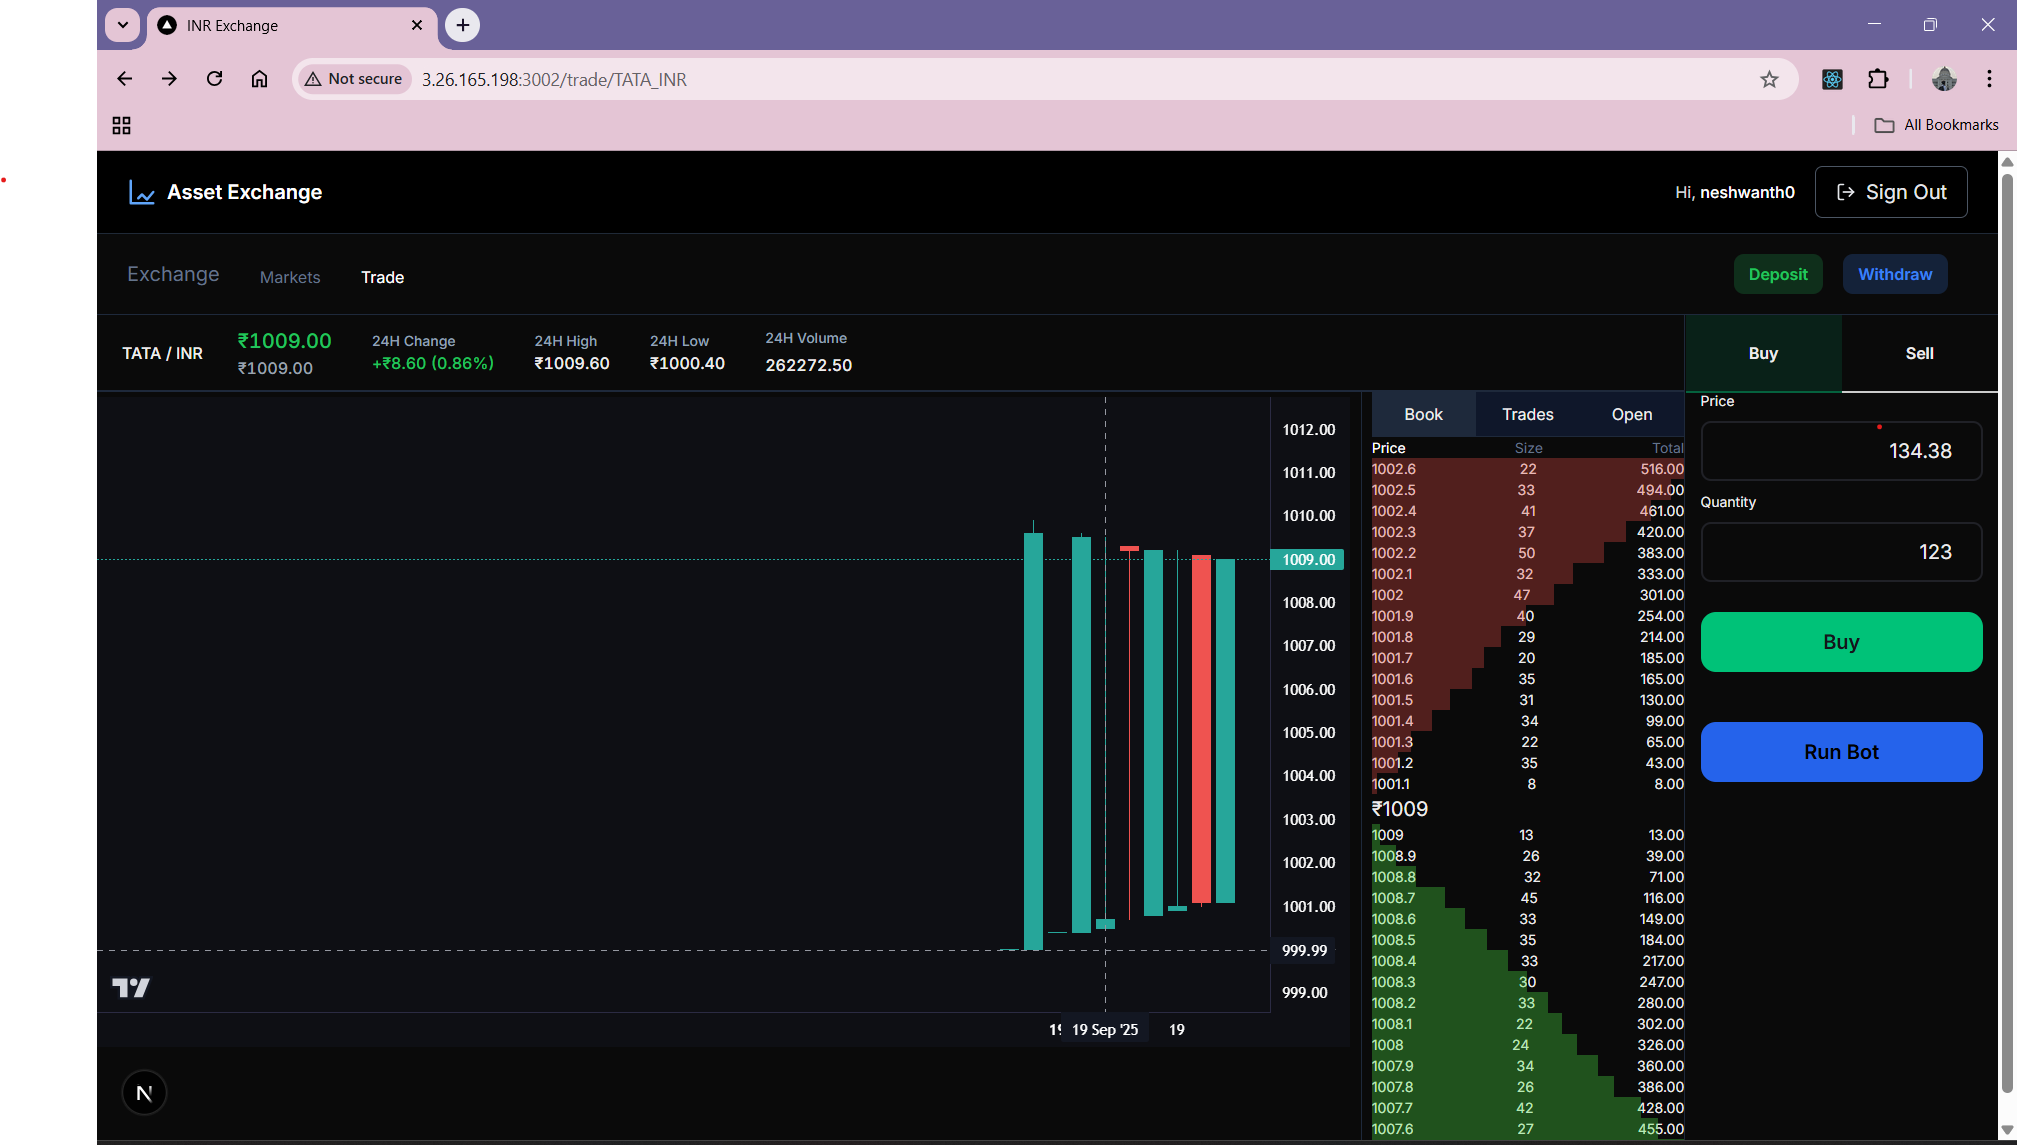 INR Exchange
Not secure 3.26.165.198:3002/trade/TATA_INR
All Bookmarks
Asset Exchange
Hi, neshwanth0
Sign Out
Exchange Markets Trade
Deposit Withdraw
TATA / INR
₹1009.00
₹1009.00
24H Change
+₹8.60 (0.86%)
24H High
₹1009.60
24H Low
₹1000.40
24H Volume
262272.50
Buy Sell
1012.00
1011.00
1010.00
1009.00
1008.00
1007.00
1006.00
1005.00
1004.00
1003.00
1002.00
1001.00
999.99
999.00
19 Sep '25 19
Book Trades Open
Price Size Total
1002.6 22 516.00
1002.5 33 494.00
1002.4 41 461.00
1002.3 37 420.00
1002.2 50 383.00
1002.1 32 333.00
1002 47 301.00
1001.9 40 254.00
1001.8 29 214.00
1001.7 20 185.00
1001.6 35 165.00
1001.5 31 130.00
1001.4 34 99.00
1001.3 22 65.00
1001.2 35 43.00
1001.1 8 8.00
₹1009
1009 13 13.00
1008.9 26 39.00
1008.8 32 71.00
1008.7 45 116.00
1008.6 33 149.00
1008.5 35 184.00
1008.4 33 217.00
1008.3 30 247.00
1008.2 33 280.00
1008.1 22 302.00
1008 24 326.00
1007.9 34 360.00
1007.8 26 386.00
1007.7 42 428.00
1007.6 27 455.00
Price
134.38
Quantity
123
Buy
Run Bot
N